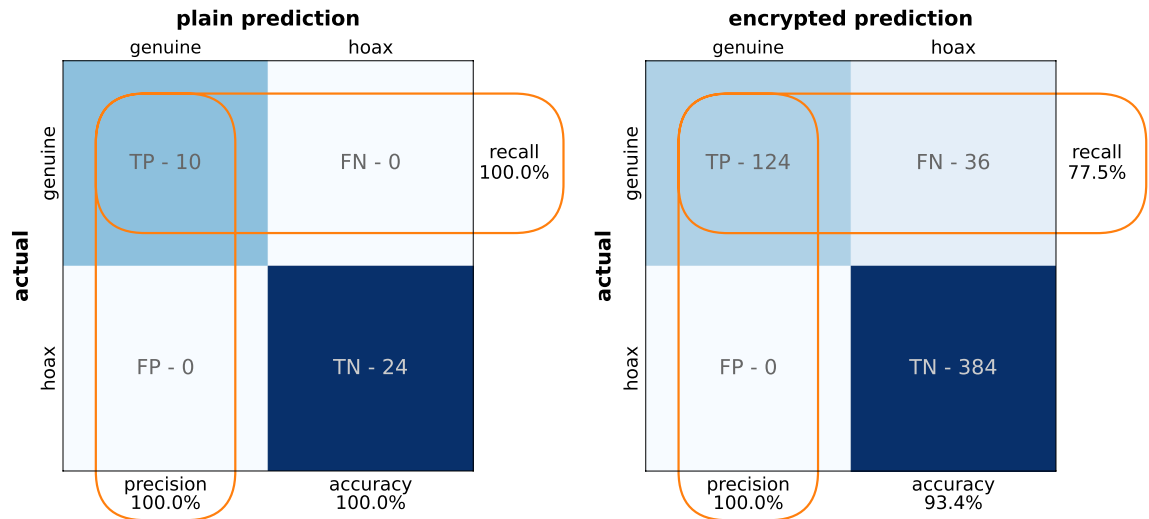 plain prediction
genuine hoax
actual
genuine
hoax
TP - 10
FN - 0
recall
100.0%
FP - 0
TN - 24
precision
100.0%
accuracy
100.0%
encrypted prediction
genuine hoax
actual
genuine
hoax
TP - 124
FN - 36
recall
77.5%
FP - 0
TN - 384
precision
100.0%
accuracy
93.4%